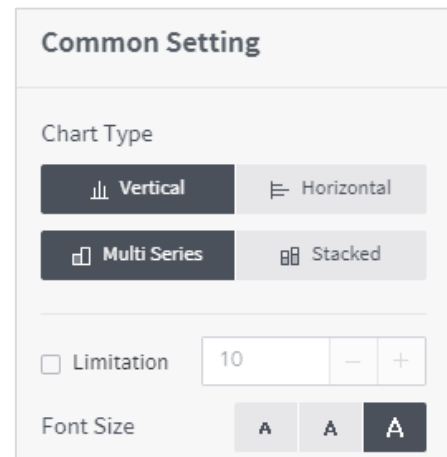 Common Setting
Chart Type
Vertical Horizontal
Multi Series Stacked
Limitation 10 − +
Font Size A A A